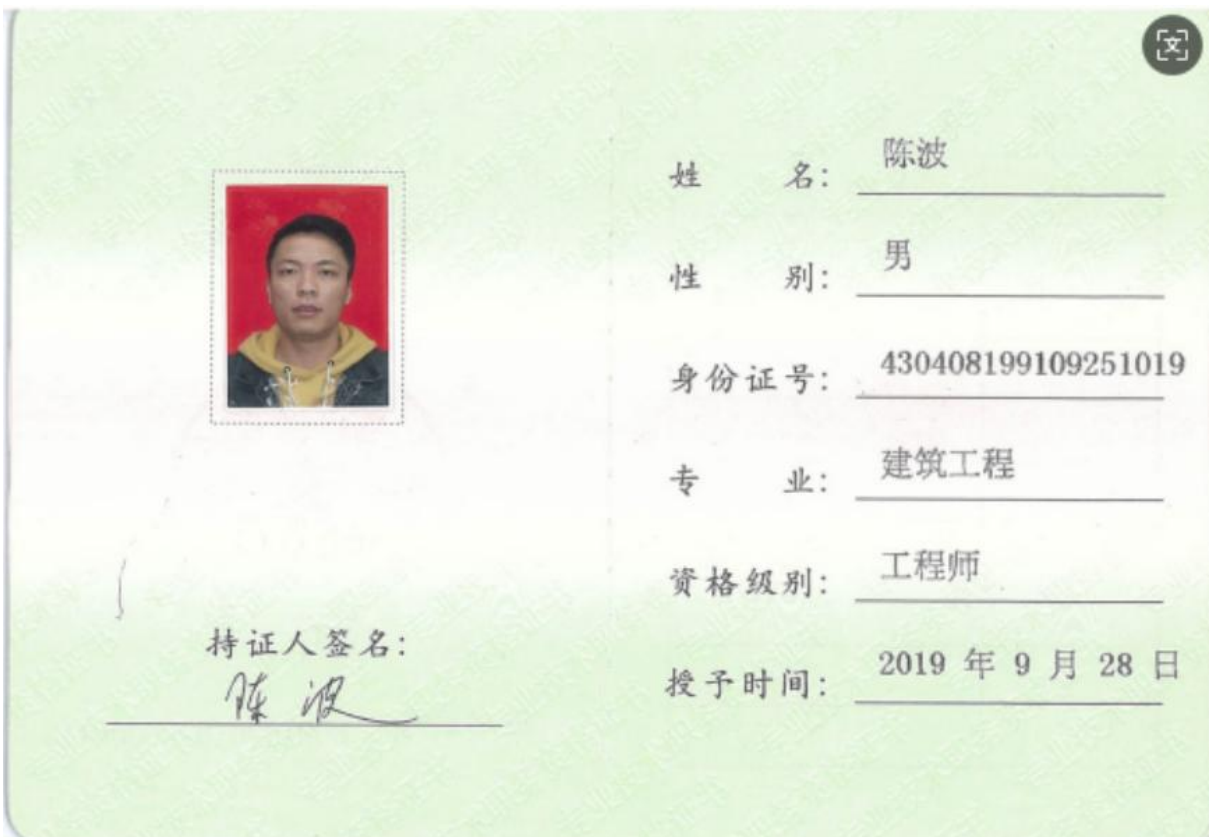 姓名：陈波
性别：男
身份证号：430408199109251019
专业：建筑工程
资格级别：工程师
授予时间：2019 年 9 月 28 日
持证人签名：
陈波